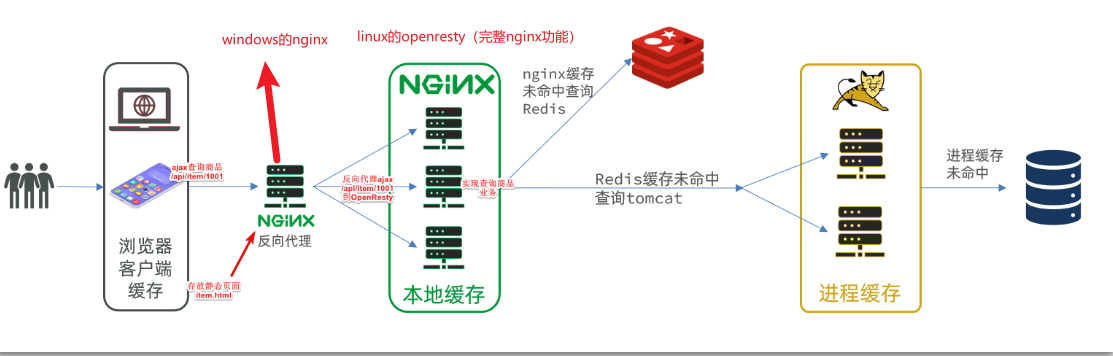 windows的nginx
linux的openresty（完整nginx功能）
ajax查询商品
/api/item/1001
浏览器
客户端
缓存
NGINX
反向代理
存放静态页面
item.html
反向代理ajax
/api/item/1001
到OpenResty
NGINX
实现查询商品
业务
本地缓存
nginx缓存
未命中查询
Redis
Redis缓存未命中
查询tomcat
进程缓存
进程缓存
未命中